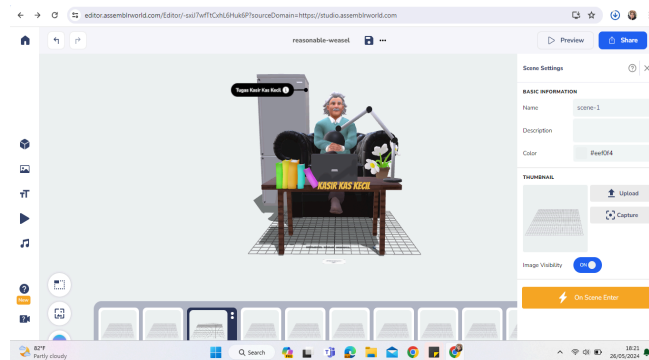 editor.assemblrworld.com/Editor/-sxiJ7wfTtCxhL6Huk6P?sourceDomain=https://studio.assemblrworld.com
reasonable-weasel
Preview
Share
Scene Settings
BASIC INFORMATION
Name
scene-1
Description
Color
#eef0f4
THUMBNAIL
Upload
Capture
Image Visibility
ON
On Scene Enter
Tugas Kasir Kas Kecil
KASIR KAS KECIL
New
82°F
Partly cloudy
Search
18:21
26/05/2024